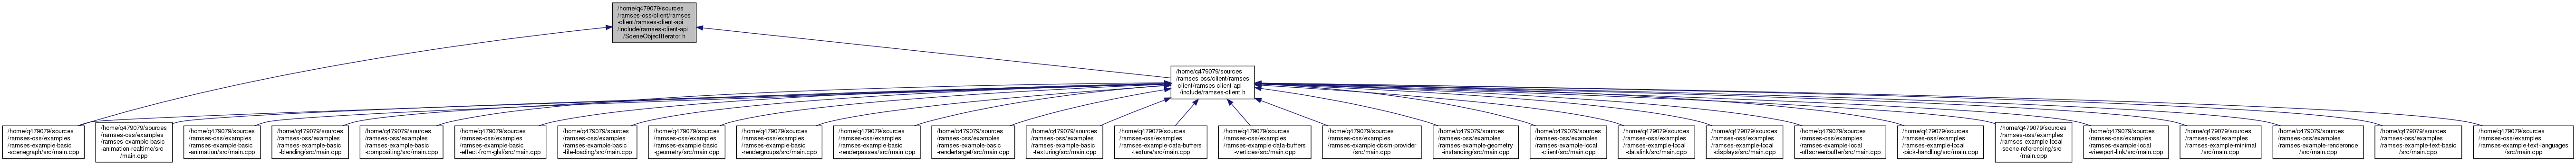 /home/q479079/sources
/ramses-oss/client/ramses
-client/ramses-client-api
/include/ramses-client-api
/SceneObjectIterator.h
/home/q479079/sources
/ramses-oss/client/ramses
-client/ramses-client-api
/include/ramses-client.h
/home/q479079/sources
/ramses-oss/examples
/ramses-example-basic
-scenegraph/src/main.cpp
/home/q479079/sources
/ramses-oss/examples
/ramses-example-basic
-animation-realtime/src
/main.cpp
/home/q479079/sources
/ramses-oss/examples
/ramses-example-basic
-animation/src/main.cpp
/home/q479079/sources
/ramses-oss/examples
/ramses-example-basic
-blending/src/main.cpp
/home/q479079/sources
/ramses-oss/examples
/ramses-example-basic
-compositing/src/main.cpp
/home/q479079/sources
/ramses-oss/examples
/ramses-example-basic
-effect-from-glsl/src/main.cpp
/home/q479079/sources
/ramses-oss/examples
/ramses-example-basic
-file-loading/src/main.cpp
/home/q479079/sources
/ramses-oss/examples
/ramses-example-basic
-geometry/src/main.cpp
/home/q479079/sources
/ramses-oss/examples
/ramses-example-basic
-rendergroups/src/main.cpp
/home/q479079/sources
/ramses-oss/examples
/ramses-example-basic
-renderpasses/src/main.cpp
/home/q479079/sources
/ramses-oss/examples
/ramses-example-basic
-rendertarget/src/main.cpp
/home/q479079/sources
/ramses-oss/examples
/ramses-example-basic
-texturing/src/main.cpp
/home/q479079/sources
/ramses-oss/examples
/ramses-example-data-buffers
-texture/src/main.cpp
/home/q479079/sources
/ramses-oss/examples
/ramses-example-data-buffers
-vertices/src/main.cpp
/home/q479079/sources
/ramses-oss/examples
/ramses-example-dcsm-provider
/src/main.cpp
/home/q479079/sources
/ramses-oss/examples
/ramses-example-geometry
-instancing/src/main.cpp
/home/q479079/sources
/ramses-oss/examples
/ramses-example-local
-client/src/main.cpp
/home/q479079/sources
/ramses-oss/examples
/ramses-example-local
-datalink/src/main.cpp
/home/q479079/sources
/ramses-oss/examples
/ramses-example-local
-displays/src/main.cpp
/home/q479079/sources
/ramses-oss/examples
/ramses-example-local
-offscreenbuffer/src/main.cpp
/home/q479079/sources
/ramses-oss/examples
/ramses-example-local
-pick-handling/src/main.cpp
/home/q479079/sources
/ramses-oss/examples
/ramses-example-local
-scene-referencing/src
/main.cpp
/home/q479079/sources
/ramses-oss/examples
/ramses-example-local
-viewport-link/src/main.cpp
/home/q479079/sources
/ramses-oss/examples
/ramses-example-minimal
/src/main.cpp
/home/q479079/sources
/ramses-oss/examples
/ramses-example-renderonce
/src/main.cpp
/home/q479079/sources
/ramses-oss/examples
/ramses-example-text-basic
/src/main.cpp
/home/q479079/sources
/ramses-oss/examples
/ramses-example-text-languages
/src/main.cpp